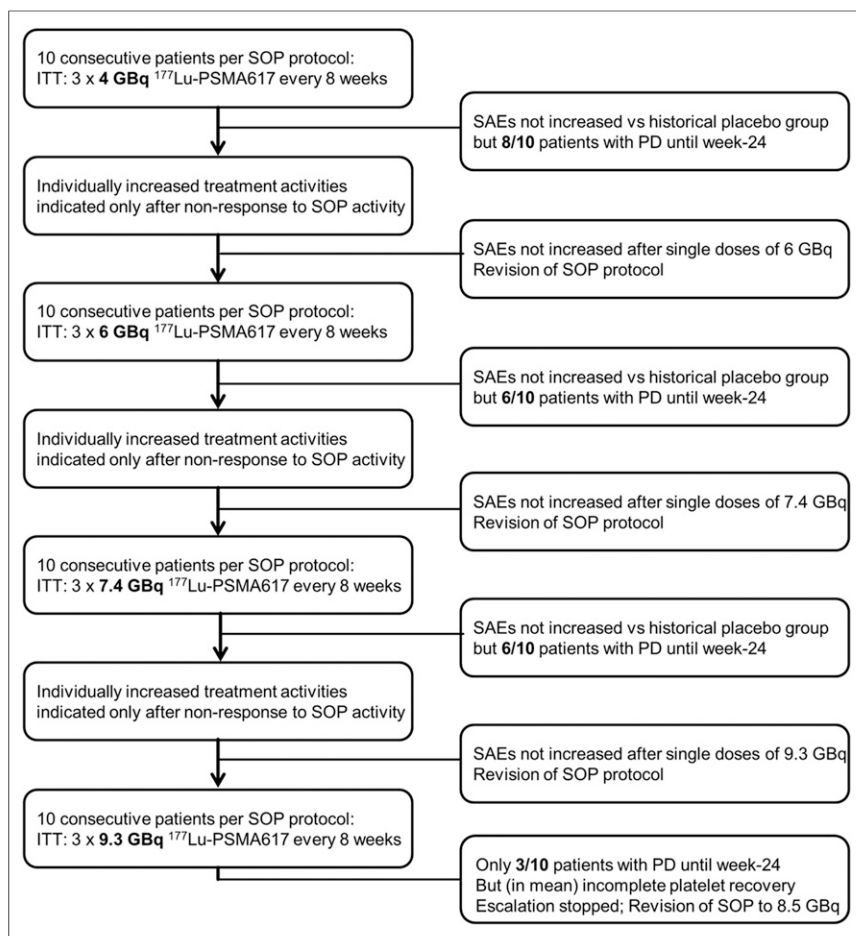 10 consecutive patients per SOP protocol:
ITT: 3 x 4 GBq ¹⁷⁷Lu-PSMA617 every 8 weeks
SAEs not increased vs historical placebo group
but 8/10 patients with PD until week-24
Individually increased treatment activities
indicated only after non-response to SOP activity
SAEs not increased after single doses of 6 GBq
Revision of SOP protocol
10 consecutive patients per SOP protocol:
ITT: 3 x 6 GBq ¹⁷⁷Lu-PSMA617 every 8 weeks
SAEs not increased vs historical placebo group
but 6/10 patients with PD until week-24
Individually increased treatment activities
indicated only after non-response to SOP activity
SAEs not increased after single doses of 7.4 GBq
Revision of SOP protocol
10 consecutive patients per SOP protocol:
ITT: 3 x 7.4 GBq ¹⁷⁷Lu-PSMA617 every 8 weeks
SAEs not increased vs historical placebo group
but 6/10 patients with PD until week-24
Individually increased treatment activities
indicated only after non-response to SOP activity
SAEs not increased after single doses of 9.3 GBq
Revision of SOP protocol
10 consecutive patients per SOP protocol:
ITT: 3 x 9.3 GBq ¹⁷⁷Lu-PSMA617 every 8 weeks
Only 3/10 patients with PD until week-24
But (in mean) incomplete platelet recovery
Escalation stopped; Revision of SOP to 8.5 GBq